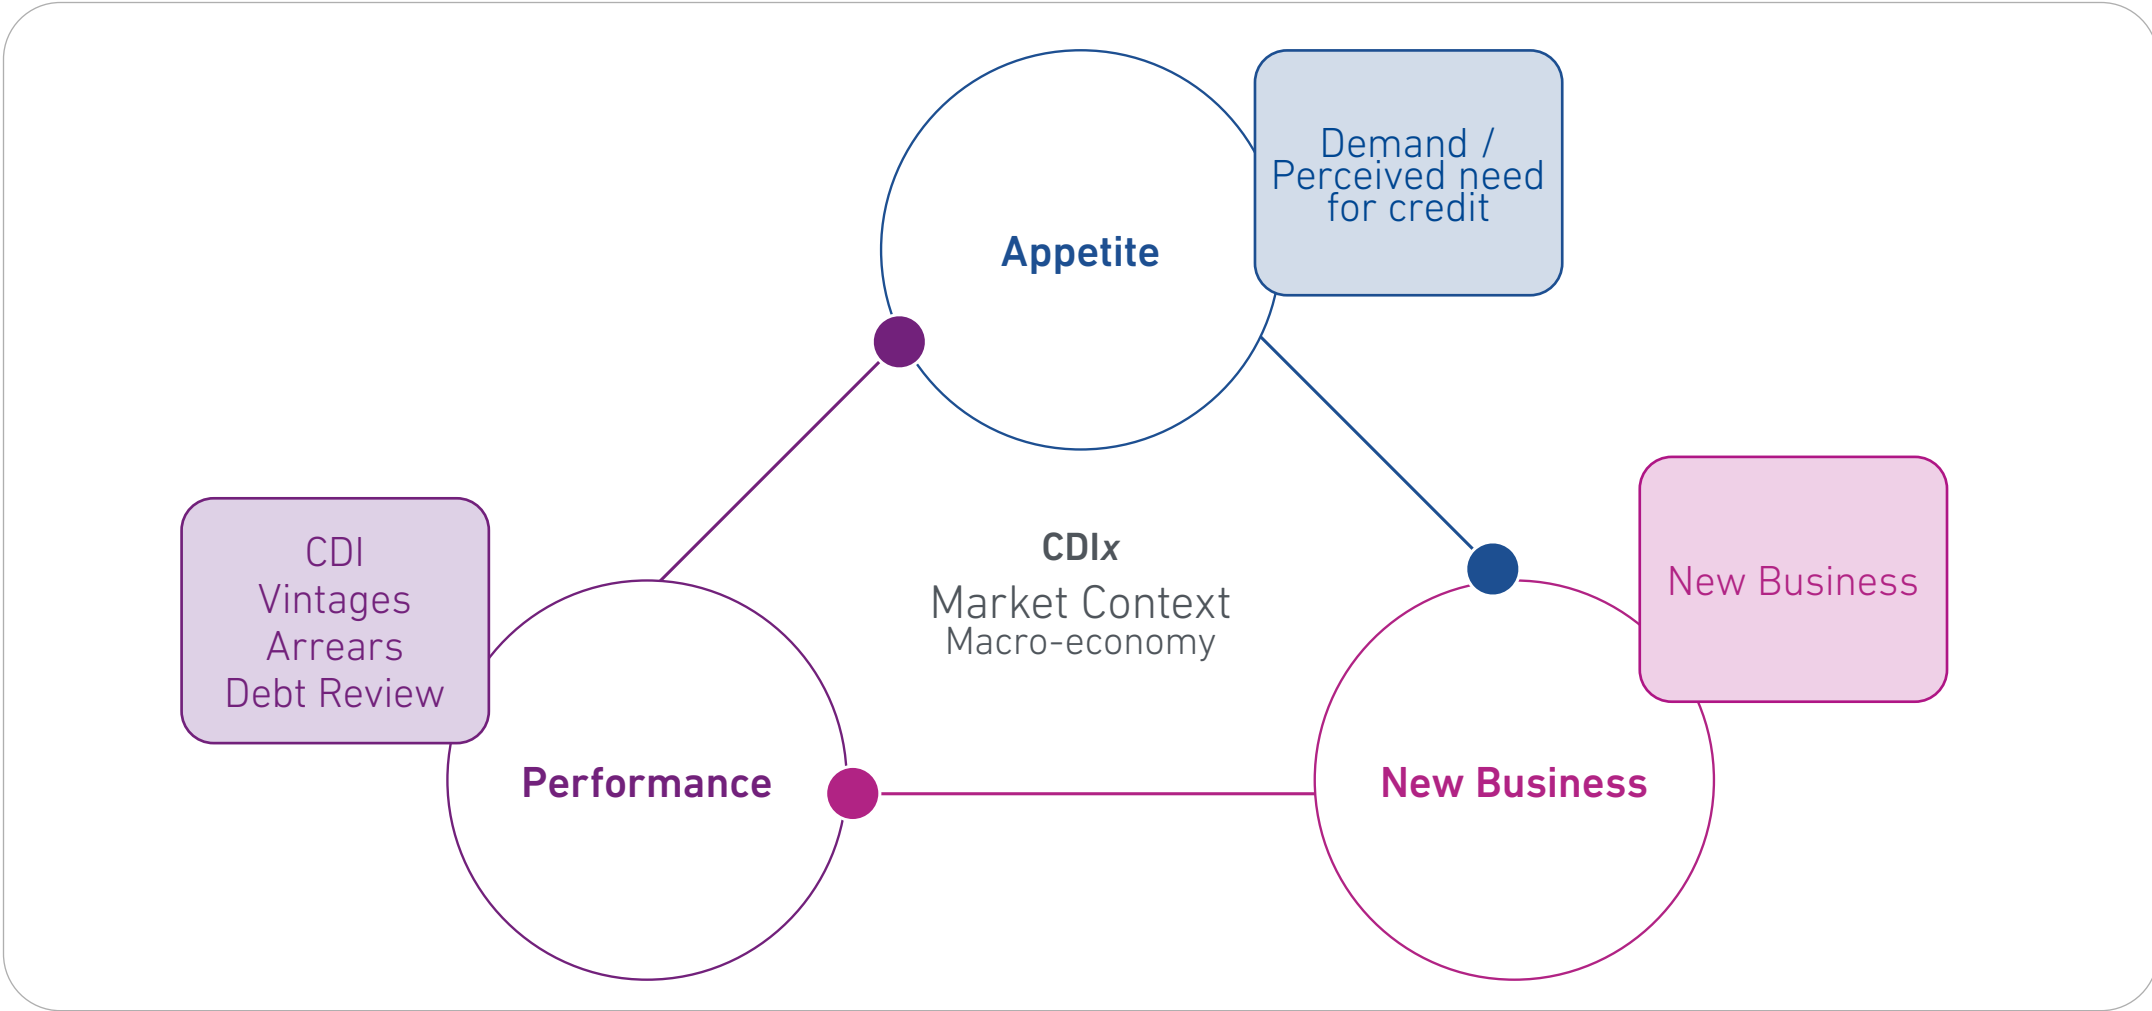 Demand /
Perceived need
for credit
Appetite
CDI
Vintages
Arrears
Debt Review
CDIx
Market Context
Macro-economy
New Business
Performance
New Business